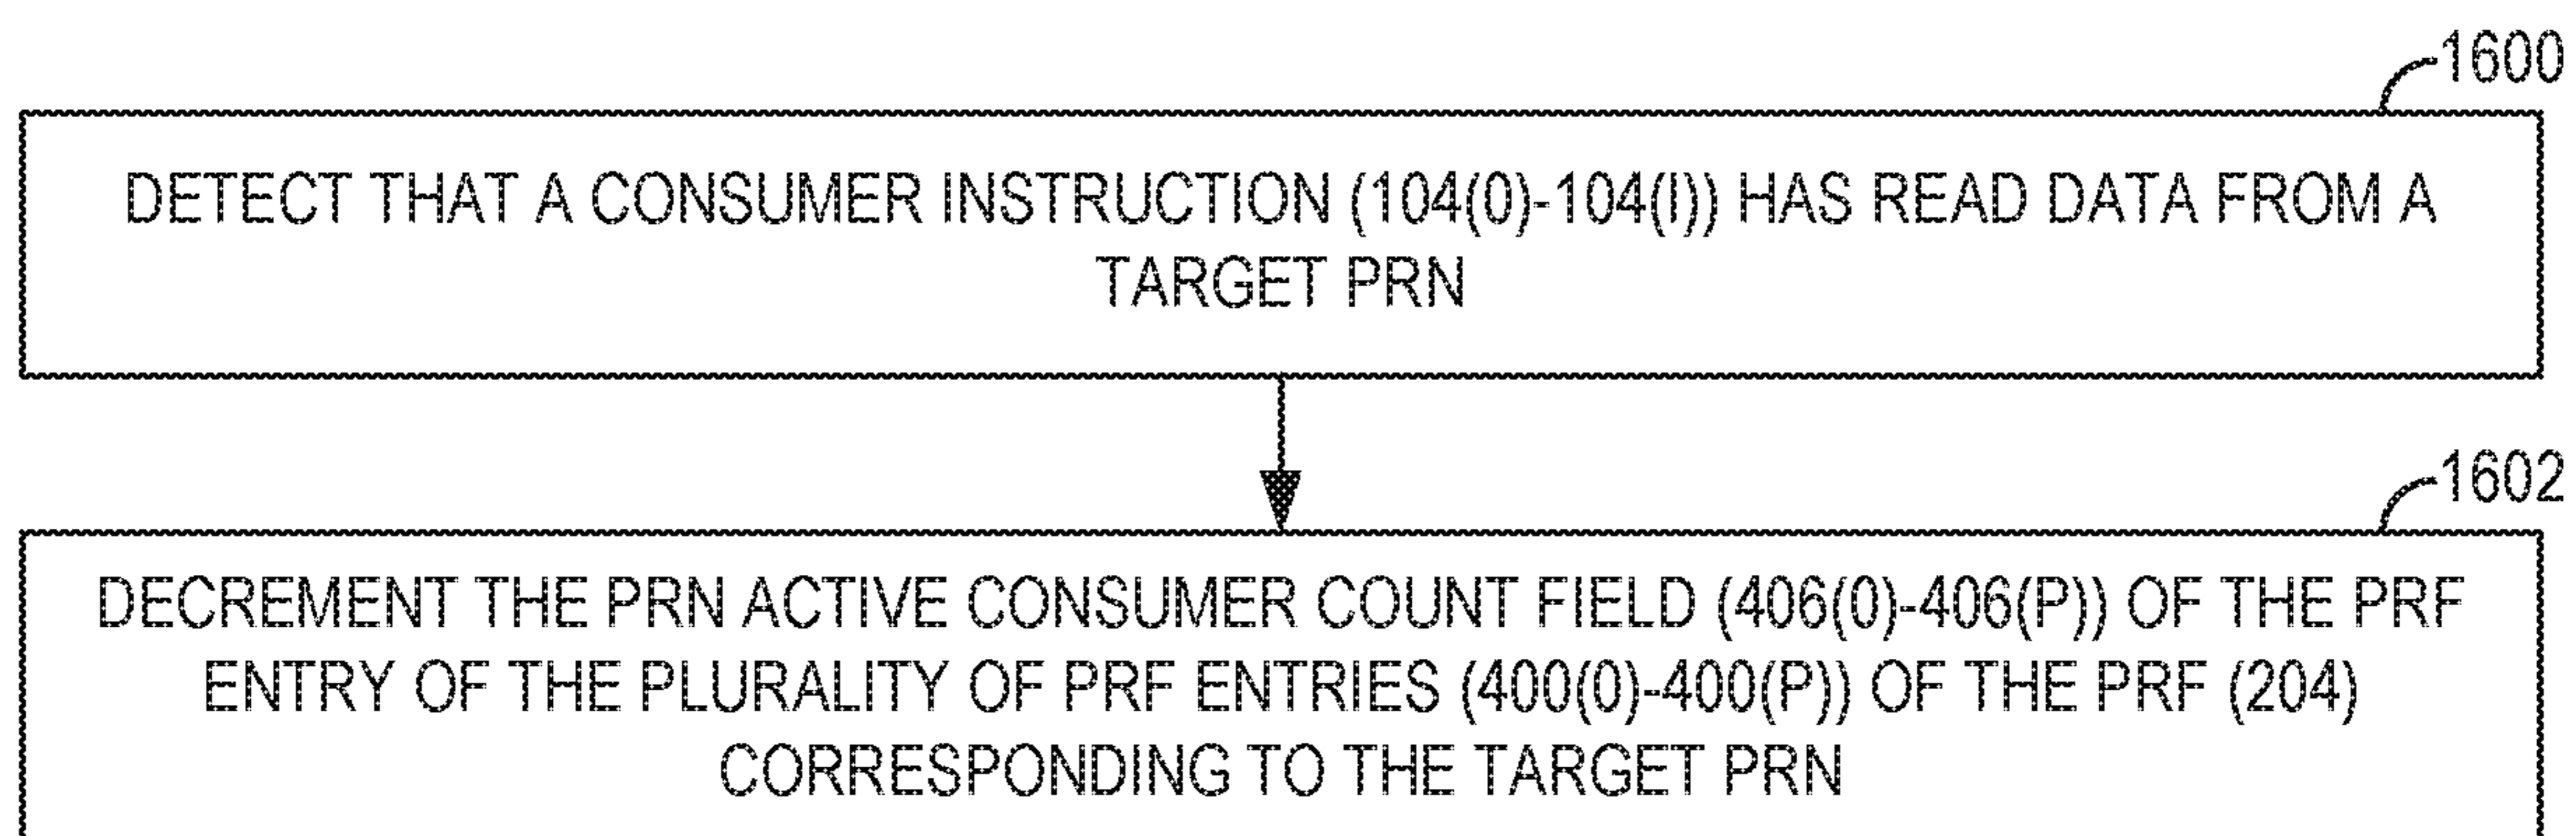 1600
DETECT THAT A CONSUMER INSTRUCTION (104(0)-104(I)) HAS READ DATA FROM A
TARGET PRN
1602
DECREMENT THE PRN ACTIVE CONSUMER COUNT FIELD (406(0)-406(P)) OF THE PRF
ENTRY OF THE PLURALITY OF PRF ENTRIES (400(0)-400(P)) OF THE PRF (204)
CORRESPONDING TO THE TARGET PRN